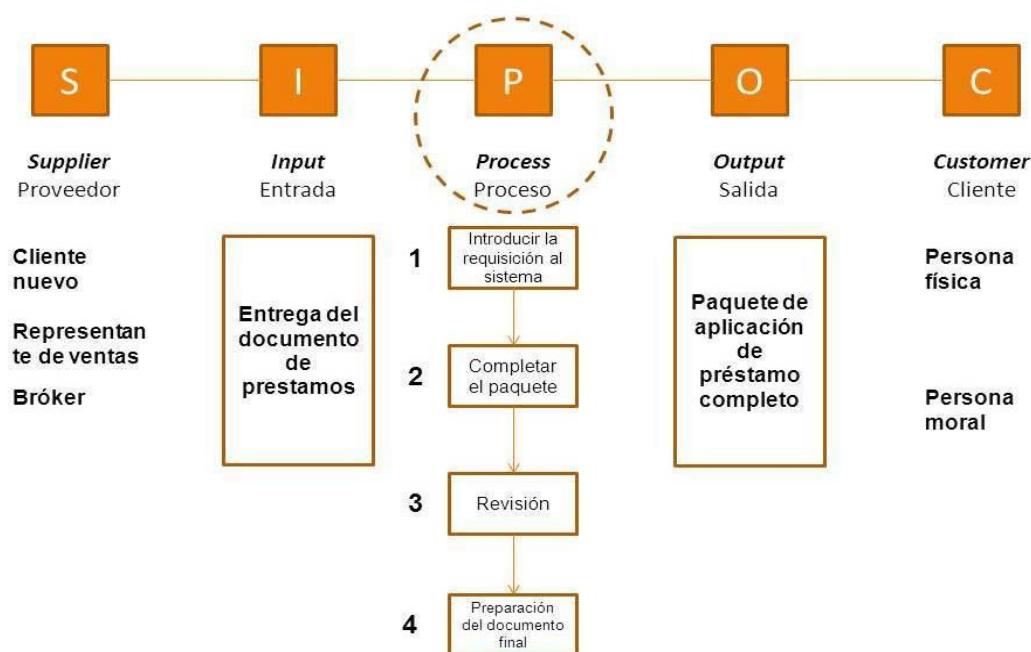 S
I
P
O
C
Supplier
Proveedor
Input
Entrada
Process
Proceso
Output
Salida
Customer
Cliente
Cliente
nuevo
Representan
te de ventas
Bróker
Entrega del
documento
de
prestamos
1
Introducir la
requisición al
sistema
2
Completar
el paquete
3
Revisión
4
Preparación
del documento
final
Paquete de
aplicación
de
préstamo
completo
Persona
física
Persona
moral